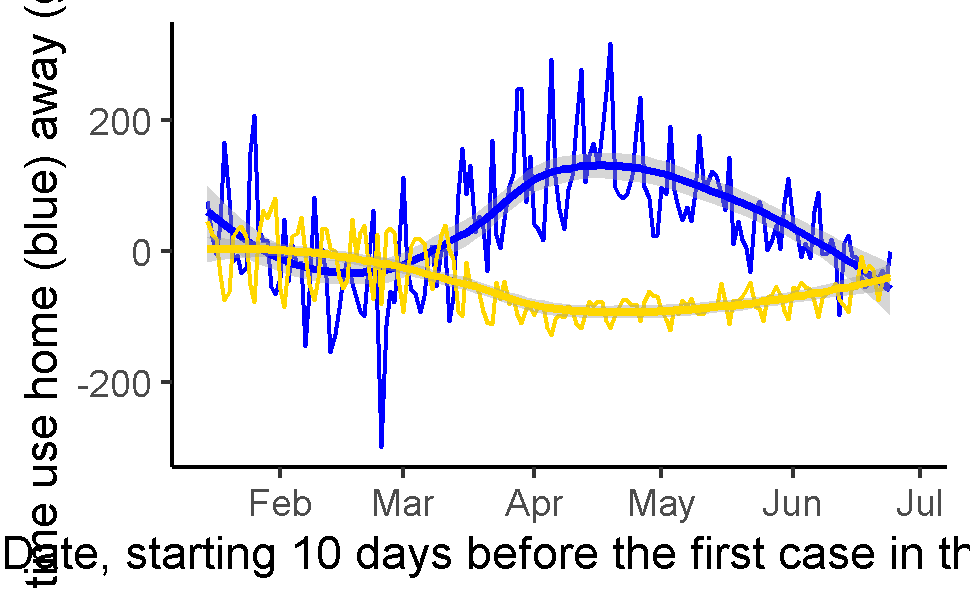 time use home (blue) away (
200
0
-200
Feb Mar Apr May Jun Jul
Date, starting 10 days before the first case in th